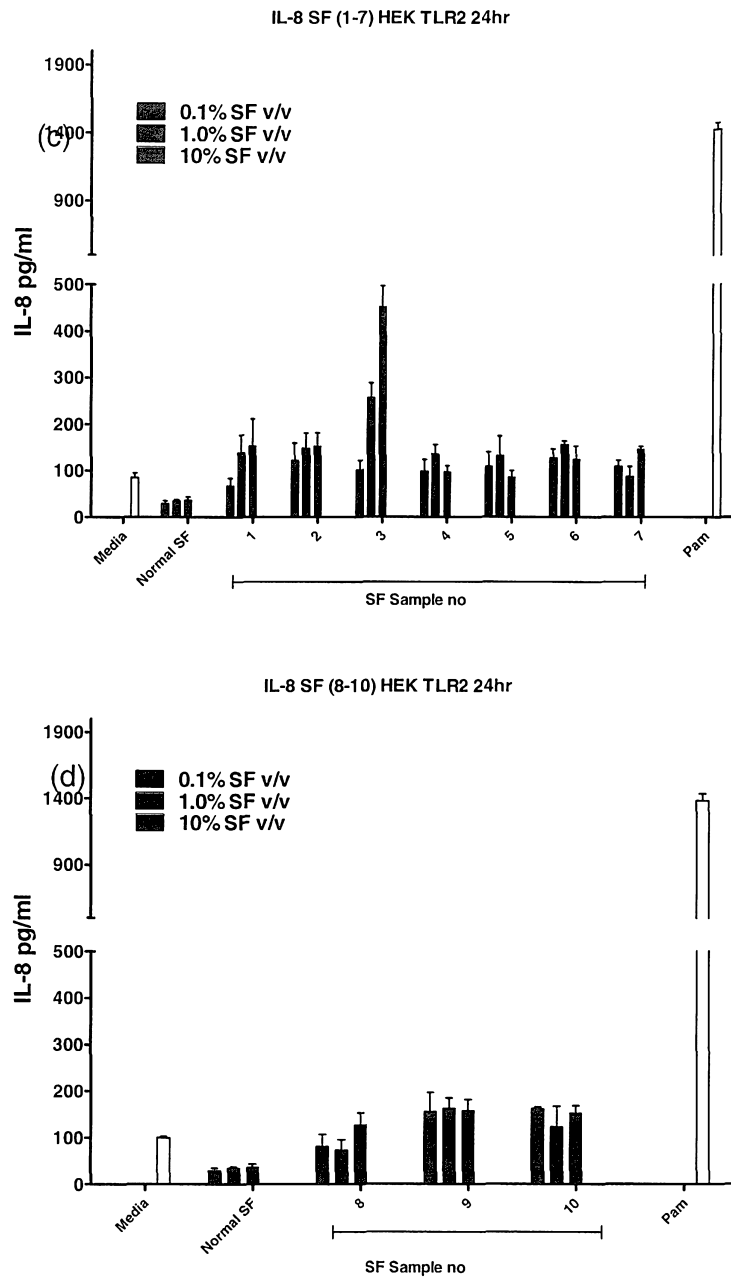 IL-8 SF (1-7) HEK TLR2 24hr
1900
(c)
1400
900
500
400
300
200
100
0
IL-8 pg/ml
0.1% SF v/v
1.0% SF v/v
10% SF v/v
Media
Normal SF
1
2
3
4
5
6
7
Pam
SF Sample no
IL-8 SF (8-10) HEK TLR2 24hr
1900
(d)
1400
900
500
400
300
200
100
0
IL-8 pg/ml
0.1% SF v/v
1.0% SF v/v
10% SF v/v
Media
Normal SF
8
9
10
Pam
SF Sample no